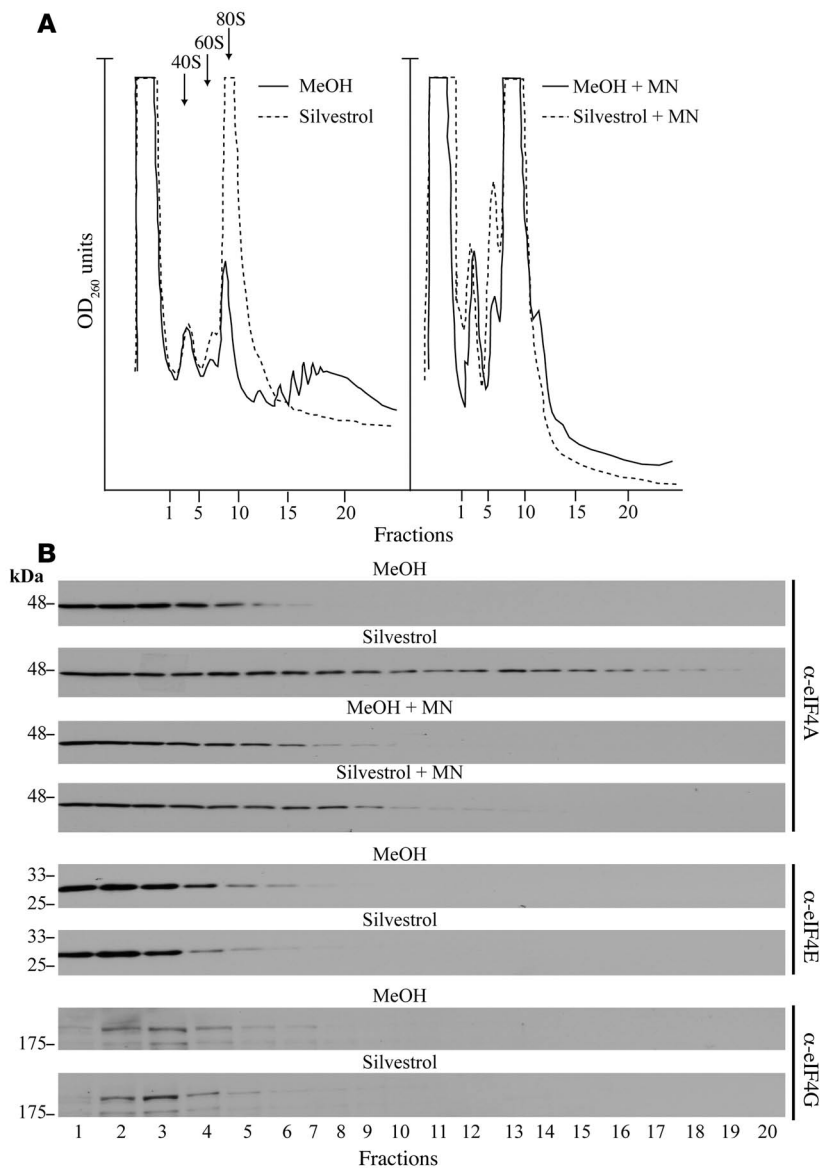 A
80S
60S
40S
MeOH
Silvestrol
MeOH + MN
Silvestrol + MN
OD260 units
1 5 10 15 20
1 5 10 15 20
Fractions
B
kDa
MeOH
48–
Silvestrol
48–
MeOH + MN
48–
Silvestrol + MN
48–
α-eIF4A
MeOH
33–
25–
Silvestrol
33–
25–
α-eIF4E
MeOH
175–
Silvestrol
175–
α-eIF4G
1 2 3 4 5 6 7 8 9 10 11 12 13 14 15 16 17 18 19 20
Fractions